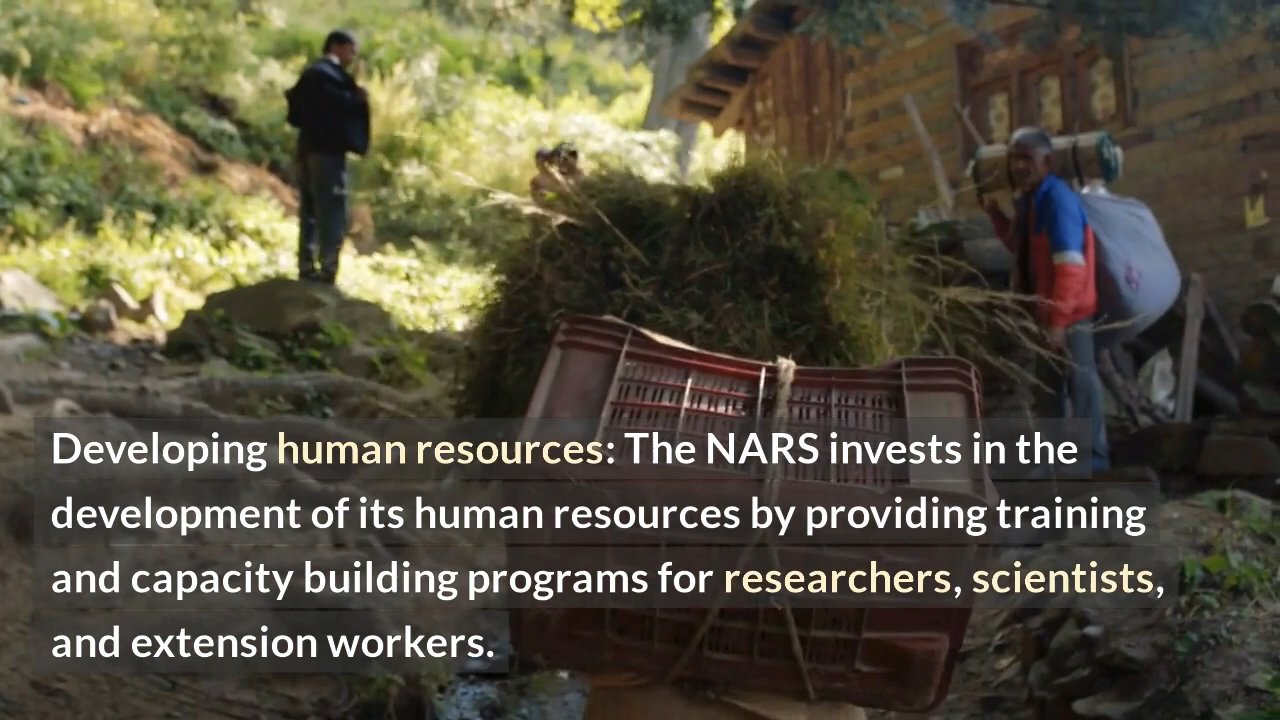 Developing human resources: The NARS invests in the
development of its human resources by providing training
and capacity building programs for researchers, scientists,
and extension workers.